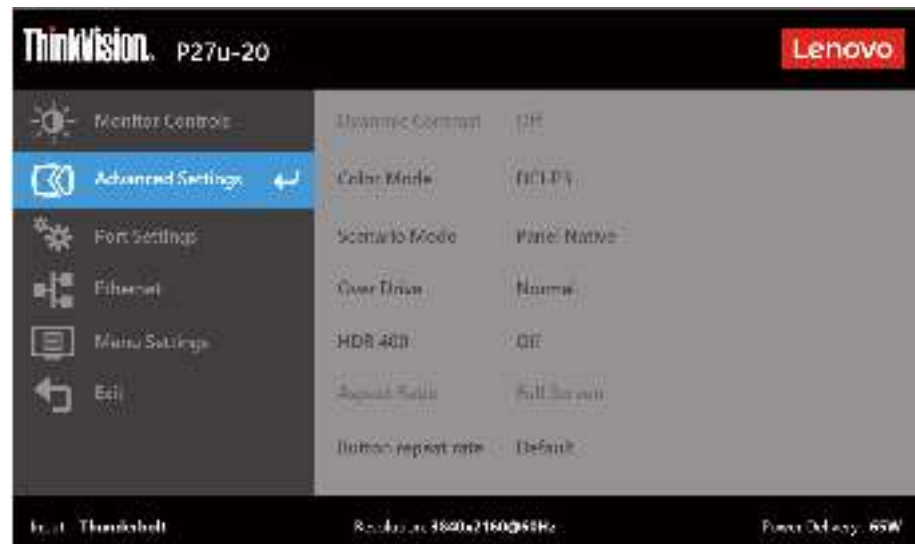 ThinkVision. P27u-20
Lenovo
Monitor Controls
Advanced Settings
Port Settings
Ethernet
Menu Settings
Exit
Dynamic Contrast Off
Color Mode DCI-P3
Scenario Mode Panel Native
Over Drive Normal
HDR 400 Off
Aspect Ratio Full Screen
Button repeat rate Default
Input: Thunderbolt
Resolution: 3840x2160@60Hz
Power Delivery: 65W